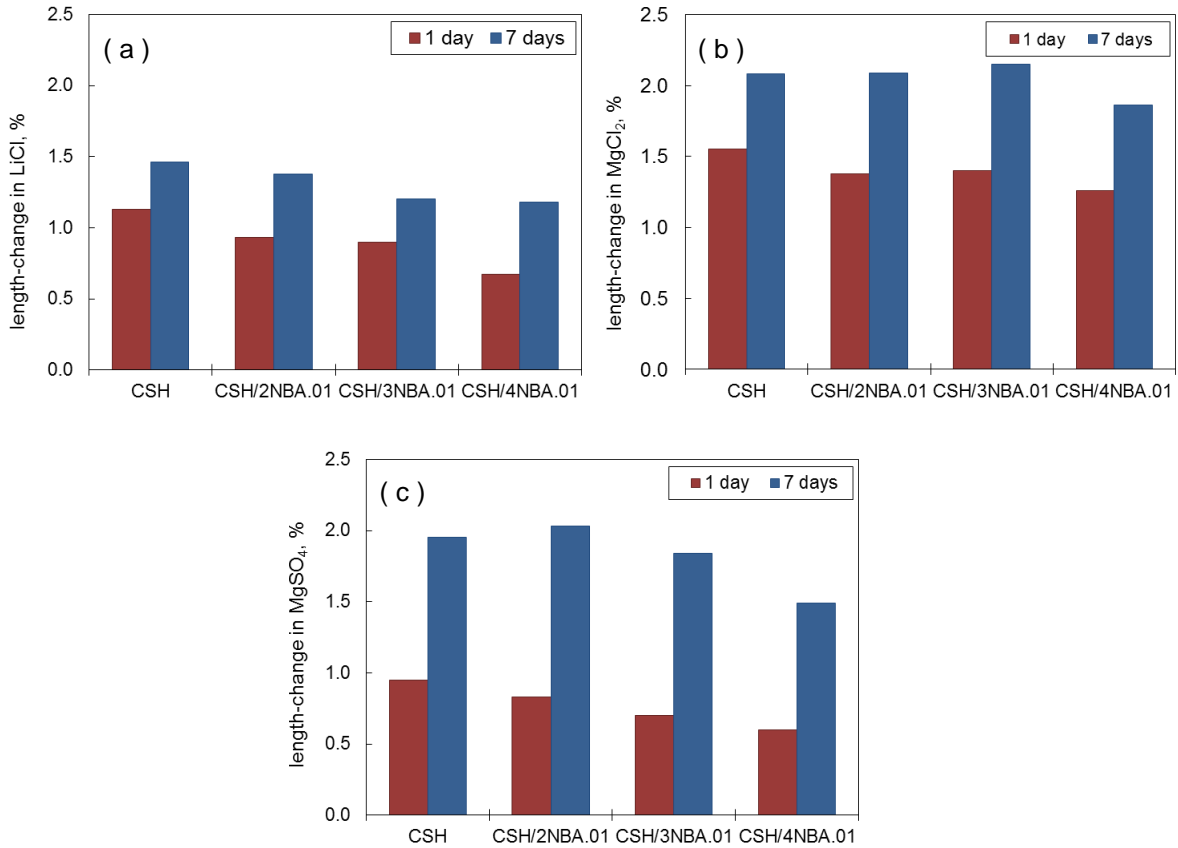 ( a )
1 day 7 days
length-change in LiCl, %
2.5
2.0
1.5
1.0
0.5
0.0
CSH CSH/2NBA.01 CSH/3NBA.01 CSH/4NBA.01
( b )
1 day 7 days
length-change in MgCl₂, %
2.5
2.0
1.5
1.0
0.5
0.0
CSH CSH/2NBA.01 CSH/3NBA.01 CSH/4NBA.01
( c )
1 day 7 days
length-change in MgSO₄, %
2.5
2.0
1.5
1.0
0.5
0.0
CSH CSH/2NBA.01 CSH/3NBA.01 CSH/4NBA.01